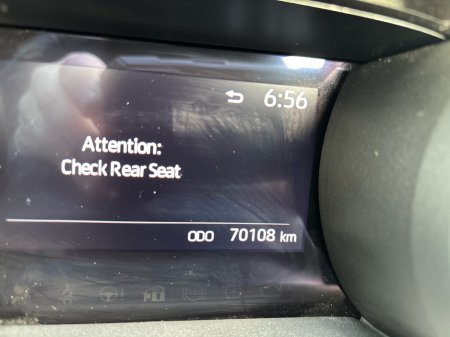 6:56
Attention:
Check Rear Seat
ODO 70108 km